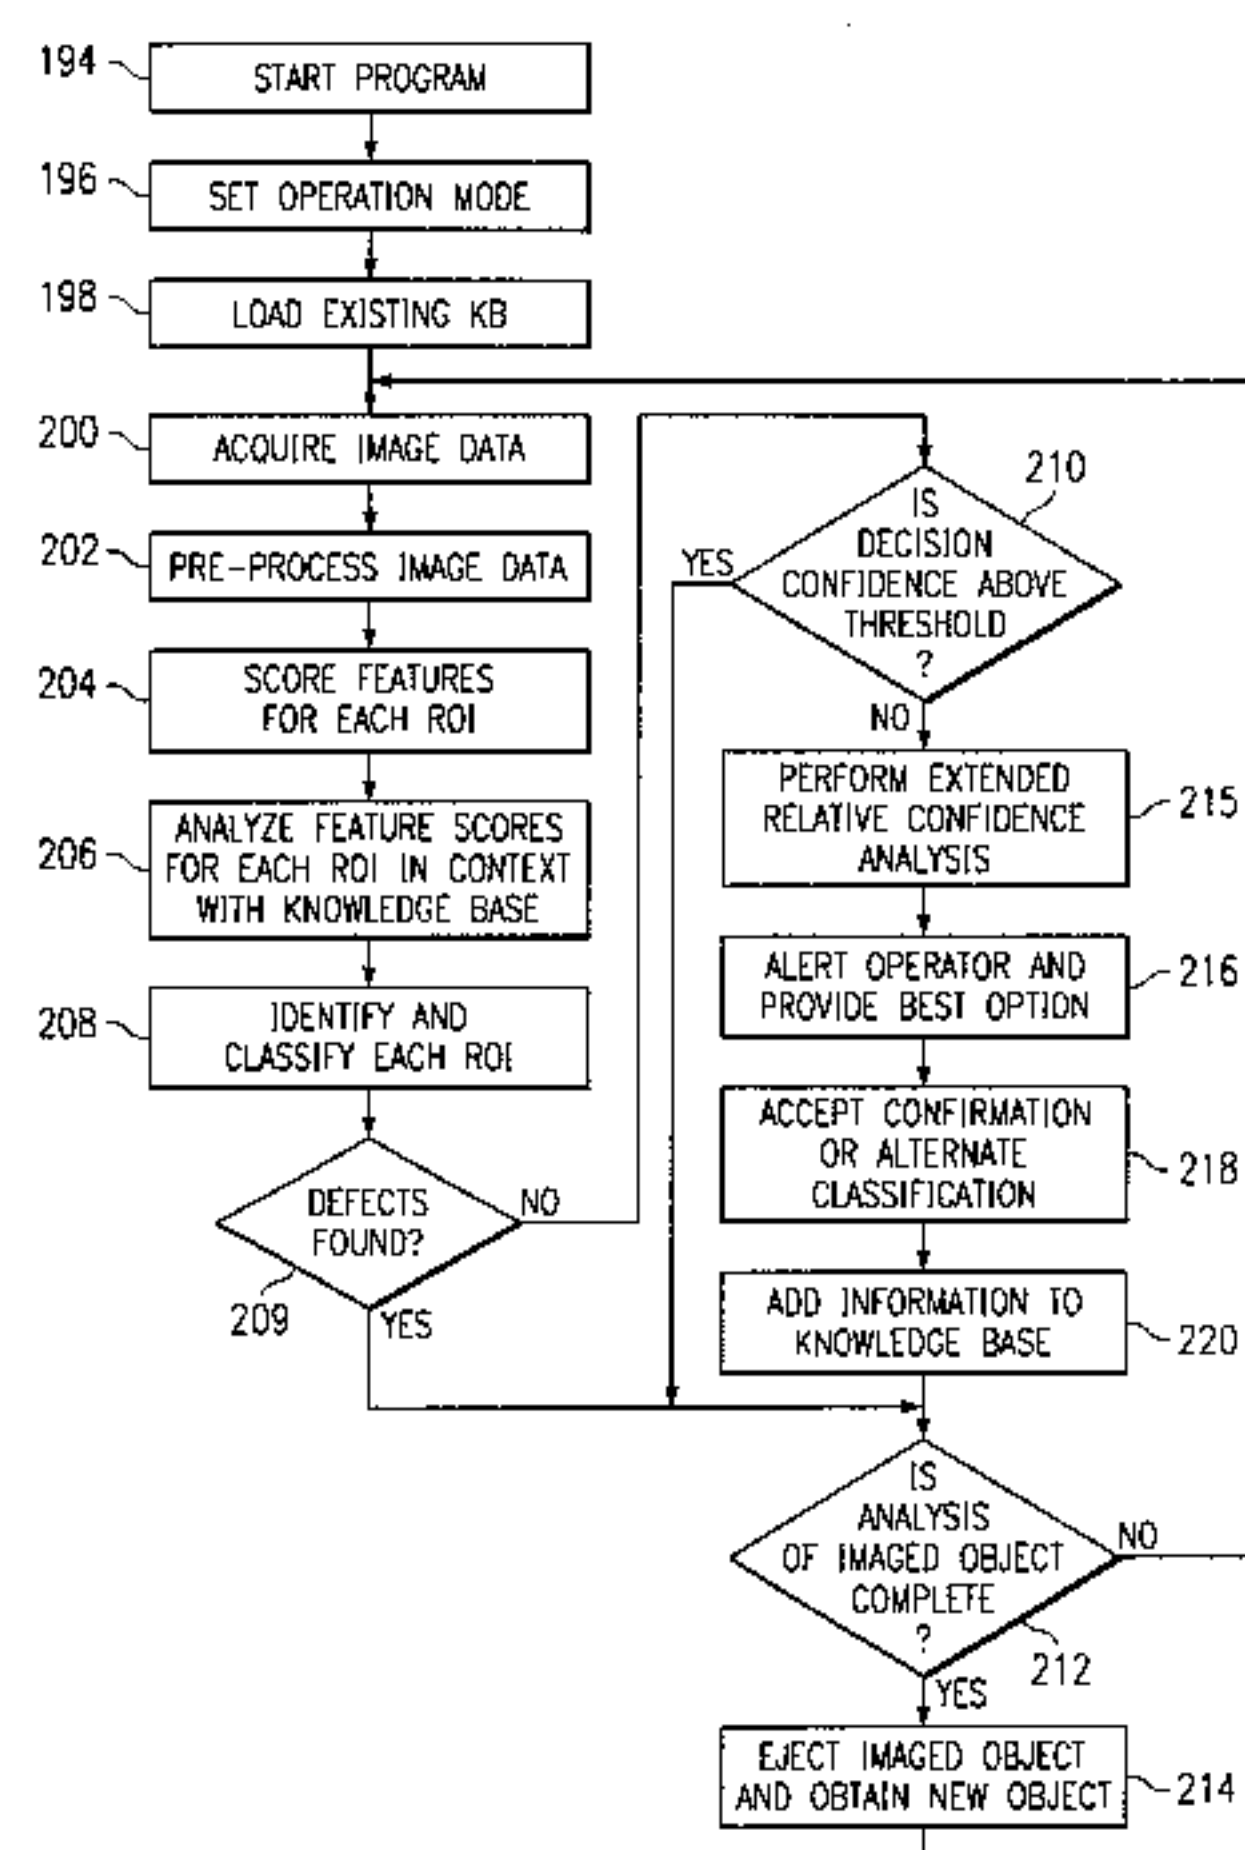 194
START PROGRAM
196
SET OPERATION MODE
198
LOAD EXISTING KB
200
ACQUIRE IMAGE DATA
202
PRE-PROCESS IMAGE DATA
204
SCORE FEATURES
FOR EACH ROI
206
ANALYZE FEATURE SCORES
FOR EACH ROI IN CONTEXT
WITH KNOWLEDGE BASE
208
IDENTIFY AND
CLASSIFY EACH ROI
DEFECTS
FOUND?
NO
209
YES
210
IS
DECISION
CONFIDENCE ABOVE
THRESHOLD
?
YES
NO
PERFORM EXTENDED
RELATIVE CONFIDENCE
ANALYSIS
215
ALERT OPERATOR AND
PROVIDE BEST OPTION
216
ACCEPT CONFIRMATION
OR ALTERNATE
CLASSIFICATION
218
ADD INFORMATION TO
KNOWLEDGE BASE
220
IS
ANALYSIS
OF IMAGED OBJECT
COMPLETE
?
NO
212
YES
EJECT IMAGED OBJECT
AND OBTAIN NEW OBJECT
214